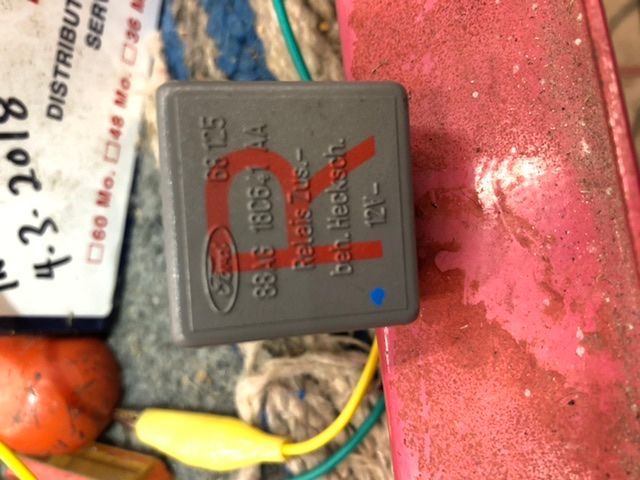 Ford
68 125
88AG 18C641 AA
Relais Zus.-
beh. Hecksch.
12V-
R
DISTRIBUT
SERV
60 Mo. 48 Mo. 36 M
4.3.2018